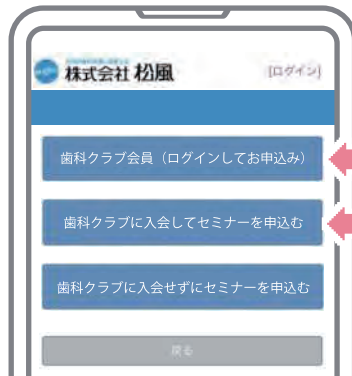 株式会社 松風
[ログイン]
歯科クラブ会員（ログインしてお申込み）
歯科クラブに入会してセミナーを申込む
歯科クラブに入会せずにセミナーを申込む
戻る